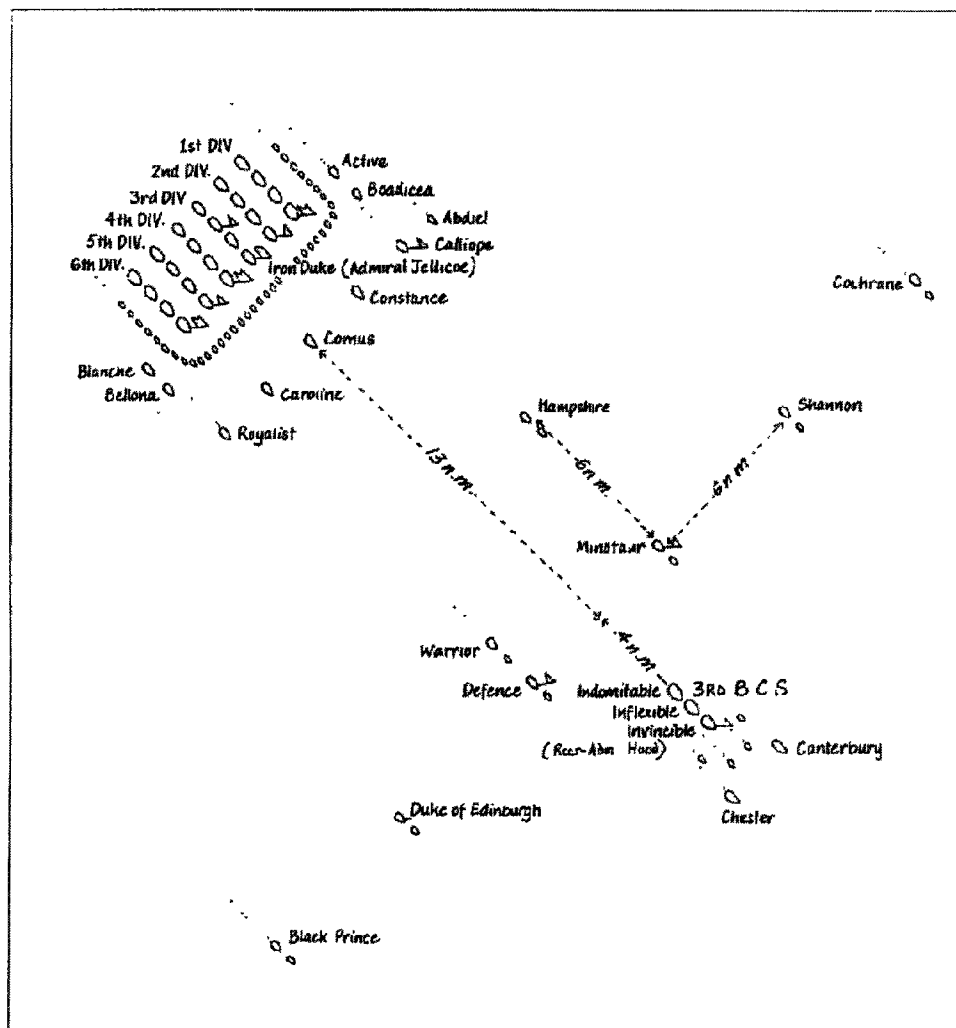 1st DIV
2nd DIV.
3rd DIV
4th DIV.
5th DIV.
6th DIV.
Active
Boadicea
Abdiel
Calliope
Iron Duke (Admiral Jellicoe)
Constance
Cochrane
Comus
Blanche
Bellona
Caroline
Royalist
Hampshire
Shannon
13 n.m.
6 n m
6 n m
Minotaur
4 n.m
Warrior
Defence
Indomitable 3RD B C S
Inflexible
Invincible
(Rear-Adm Hood)
Canterbury
Chester
Duke of Edinburgh
Black Prince